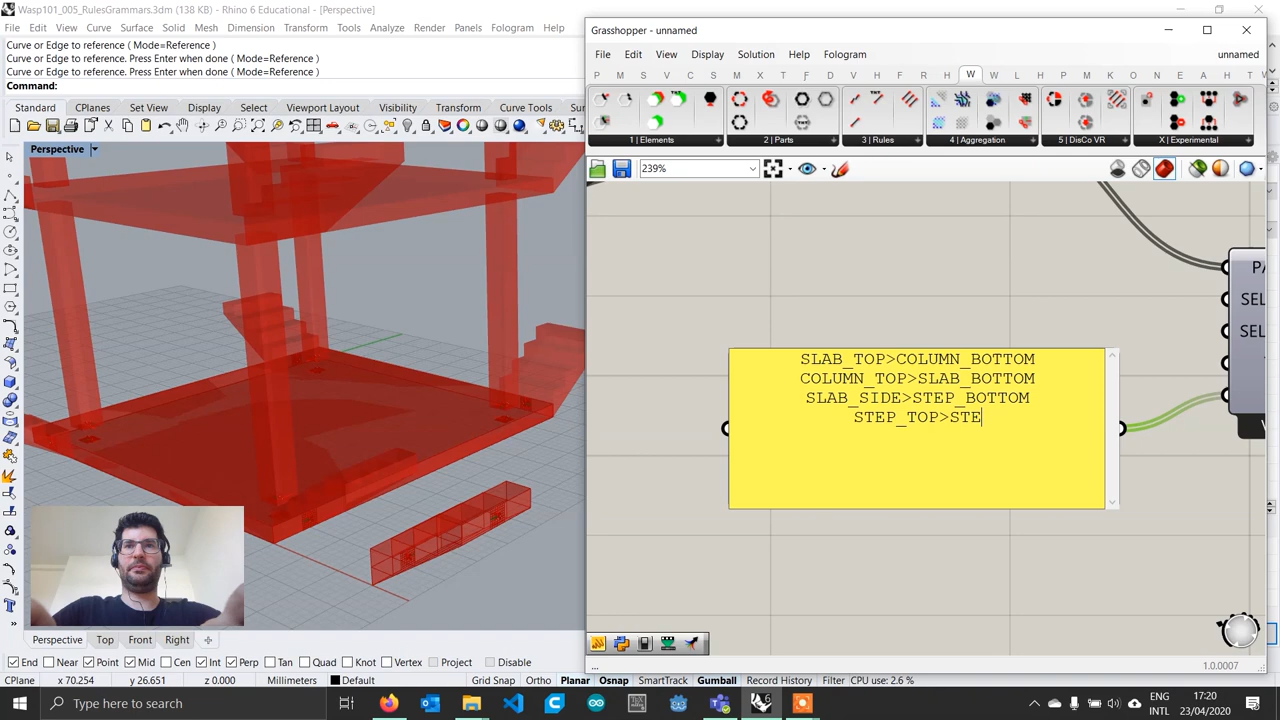 Wasp101_005_RulesGrammars.3dm (138 KB) - Rhino 6 Educational - [Perspective]
File Edit View Curve Surface Solid Mesh Dimension Transform Tools Analyze Render Panels Fologram Help
Curve or Edge to reference ( Mode=Reference )
Curve or Edge to reference. Press Enter when done ( Mode=Reference )
Curve or Edge to reference. Press Enter when done ( Mode=Reference )
Command:
Standard CPlanes Set View Display Select Viewport Layout Visibility Transform Curve Tools Su
Perspective
Grasshopper - unnamed
File Edit View Display Solution Help Fologram unnamed
P M S V C S M X T F D V H F R B W W L H K P M K O Y E A H T
1 | Elements 2 | Parts 3 | Rules 4 | Aggregation 5 | DisCo VR X | Experimental
239%
PA
SEL
SEL
SLAB_TOP>COLUMN_BOTTOM
COLUMN_TOP>SLAB_BOTTOM
SLAB_SIDE>STEP_BOTTOM
STEP_TOP>STE
... 1.0.0007
Perspective Top Front Right
End Near Point Mid Cen Int Perp Tan Quad Knot Vertex Project Disable
CPlane x 70.254 y 26.651 z 0.000 Millimeters Default Grid Snap Ortho Planar Osnap SmartTrack Gumball Record History Filter CPU use: 2.6 %
Type here to search
ENG
INTL
17:20
23/04/2020